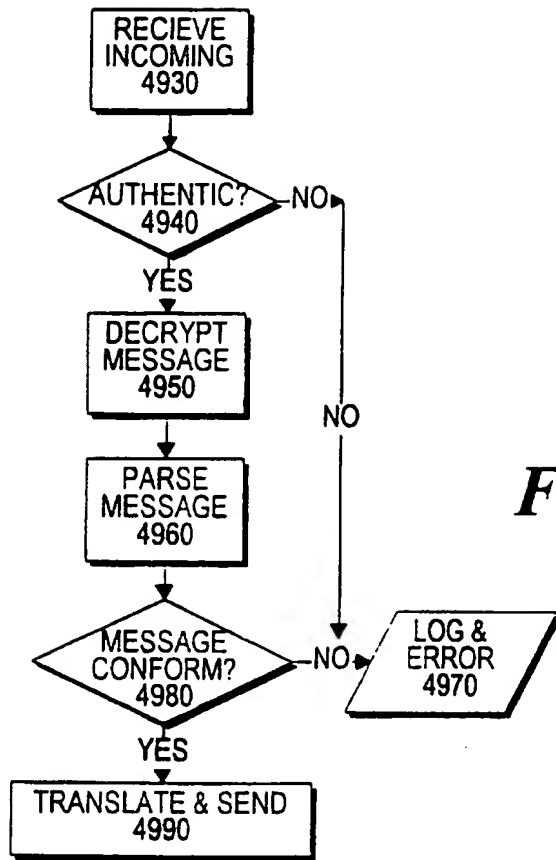 RECIEVE
INCOMING
4930
AUTHENTIC?
4940
NO
YES
DECRYPT
MESSAGE
4950
NO
PARSE
MESSAGE
4960
F
MESSAGE
CONFORM?
4980
NO
LOG &
ERROR
4970
YES
TRANSLATE & SEND
4990